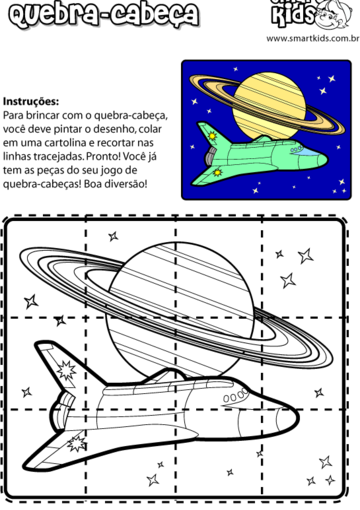 Quebra-cabeça
Smart
Kids
www.smartkids.com.br
Instruções:
Para brincar com o quebra-cabeça,
você deve pintar o desenho, colar
em uma cartolina e recortar nas
linhas tracejadas. Pronto! Você já
tem as peças do seu jogo de
quebra-cabeças! Boa diversão!